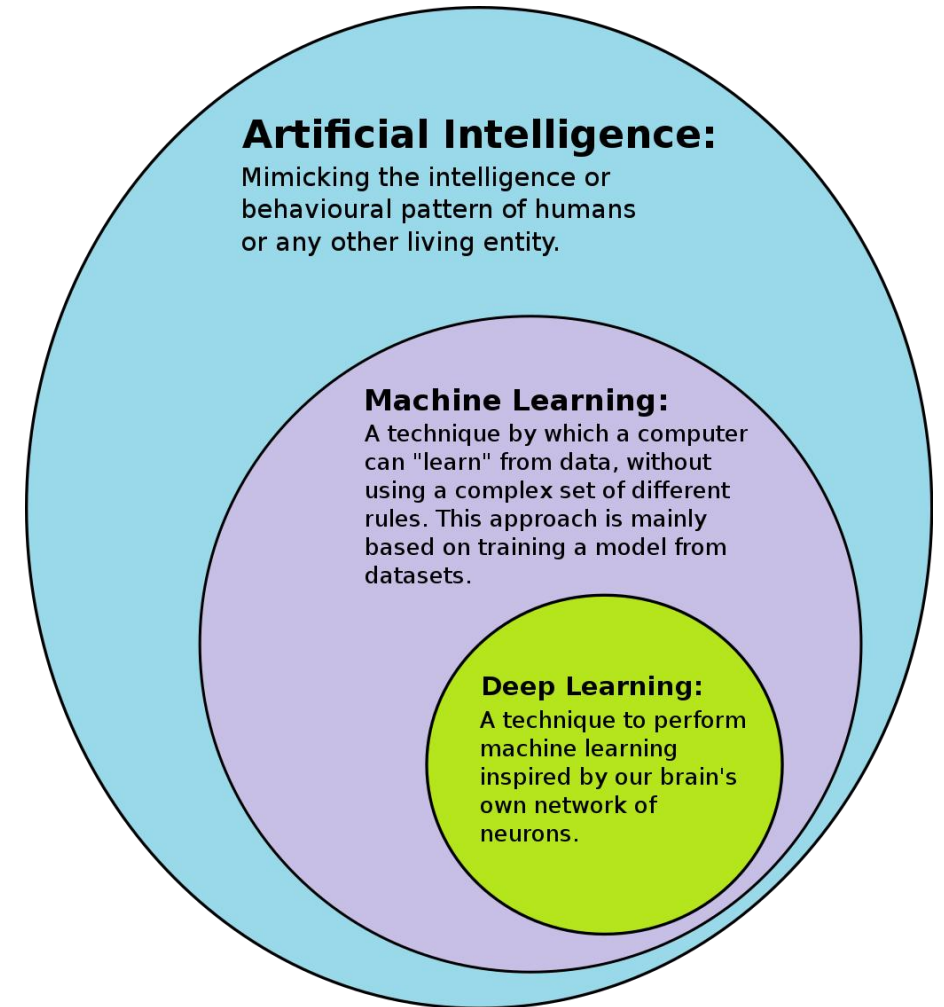 Artificial Intelligence:
Mimicking the intelligence or
behavioural pattern of humans
or any other living entity.
Machine Learning:
A technique by which a computer
can "learn" from data, without
using a complex set of different
rules. This approach is mainly
based on training a model from
datasets.
Deep Learning:
A technique to perform
machine learning
inspired by our brain's
own network of
neurons.